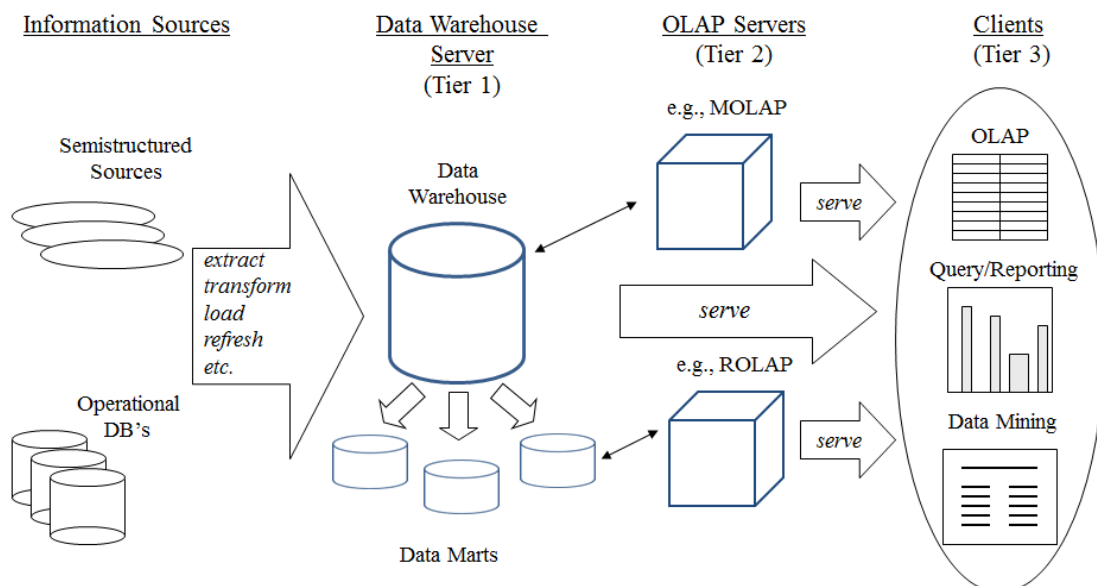 Information Sources
Data Warehouse
Server
(Tier 1)
OLAP Servers
(Tier 2)
Clients
(Tier 3)
Semistructured
Sources
extract
transform
load
refresh
etc.
Operational
DB’s
Data
Warehouse
Data Marts
e.g., MOLAP
serve
serve
e.g., ROLAP
serve
OLAP
Query/Reporting
Data Mining